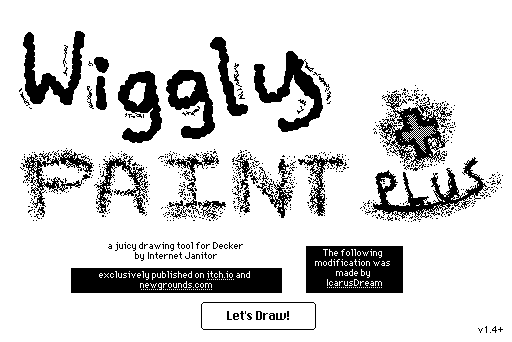 Wiggly
PAINT
PLUS
a juicy drawing tool for Decker
by Internet Janitor
exclusively published on itch.io and
newgrounds.com
The following
modification was
made by
IcarusDream
Let's Draw!
v1.4+